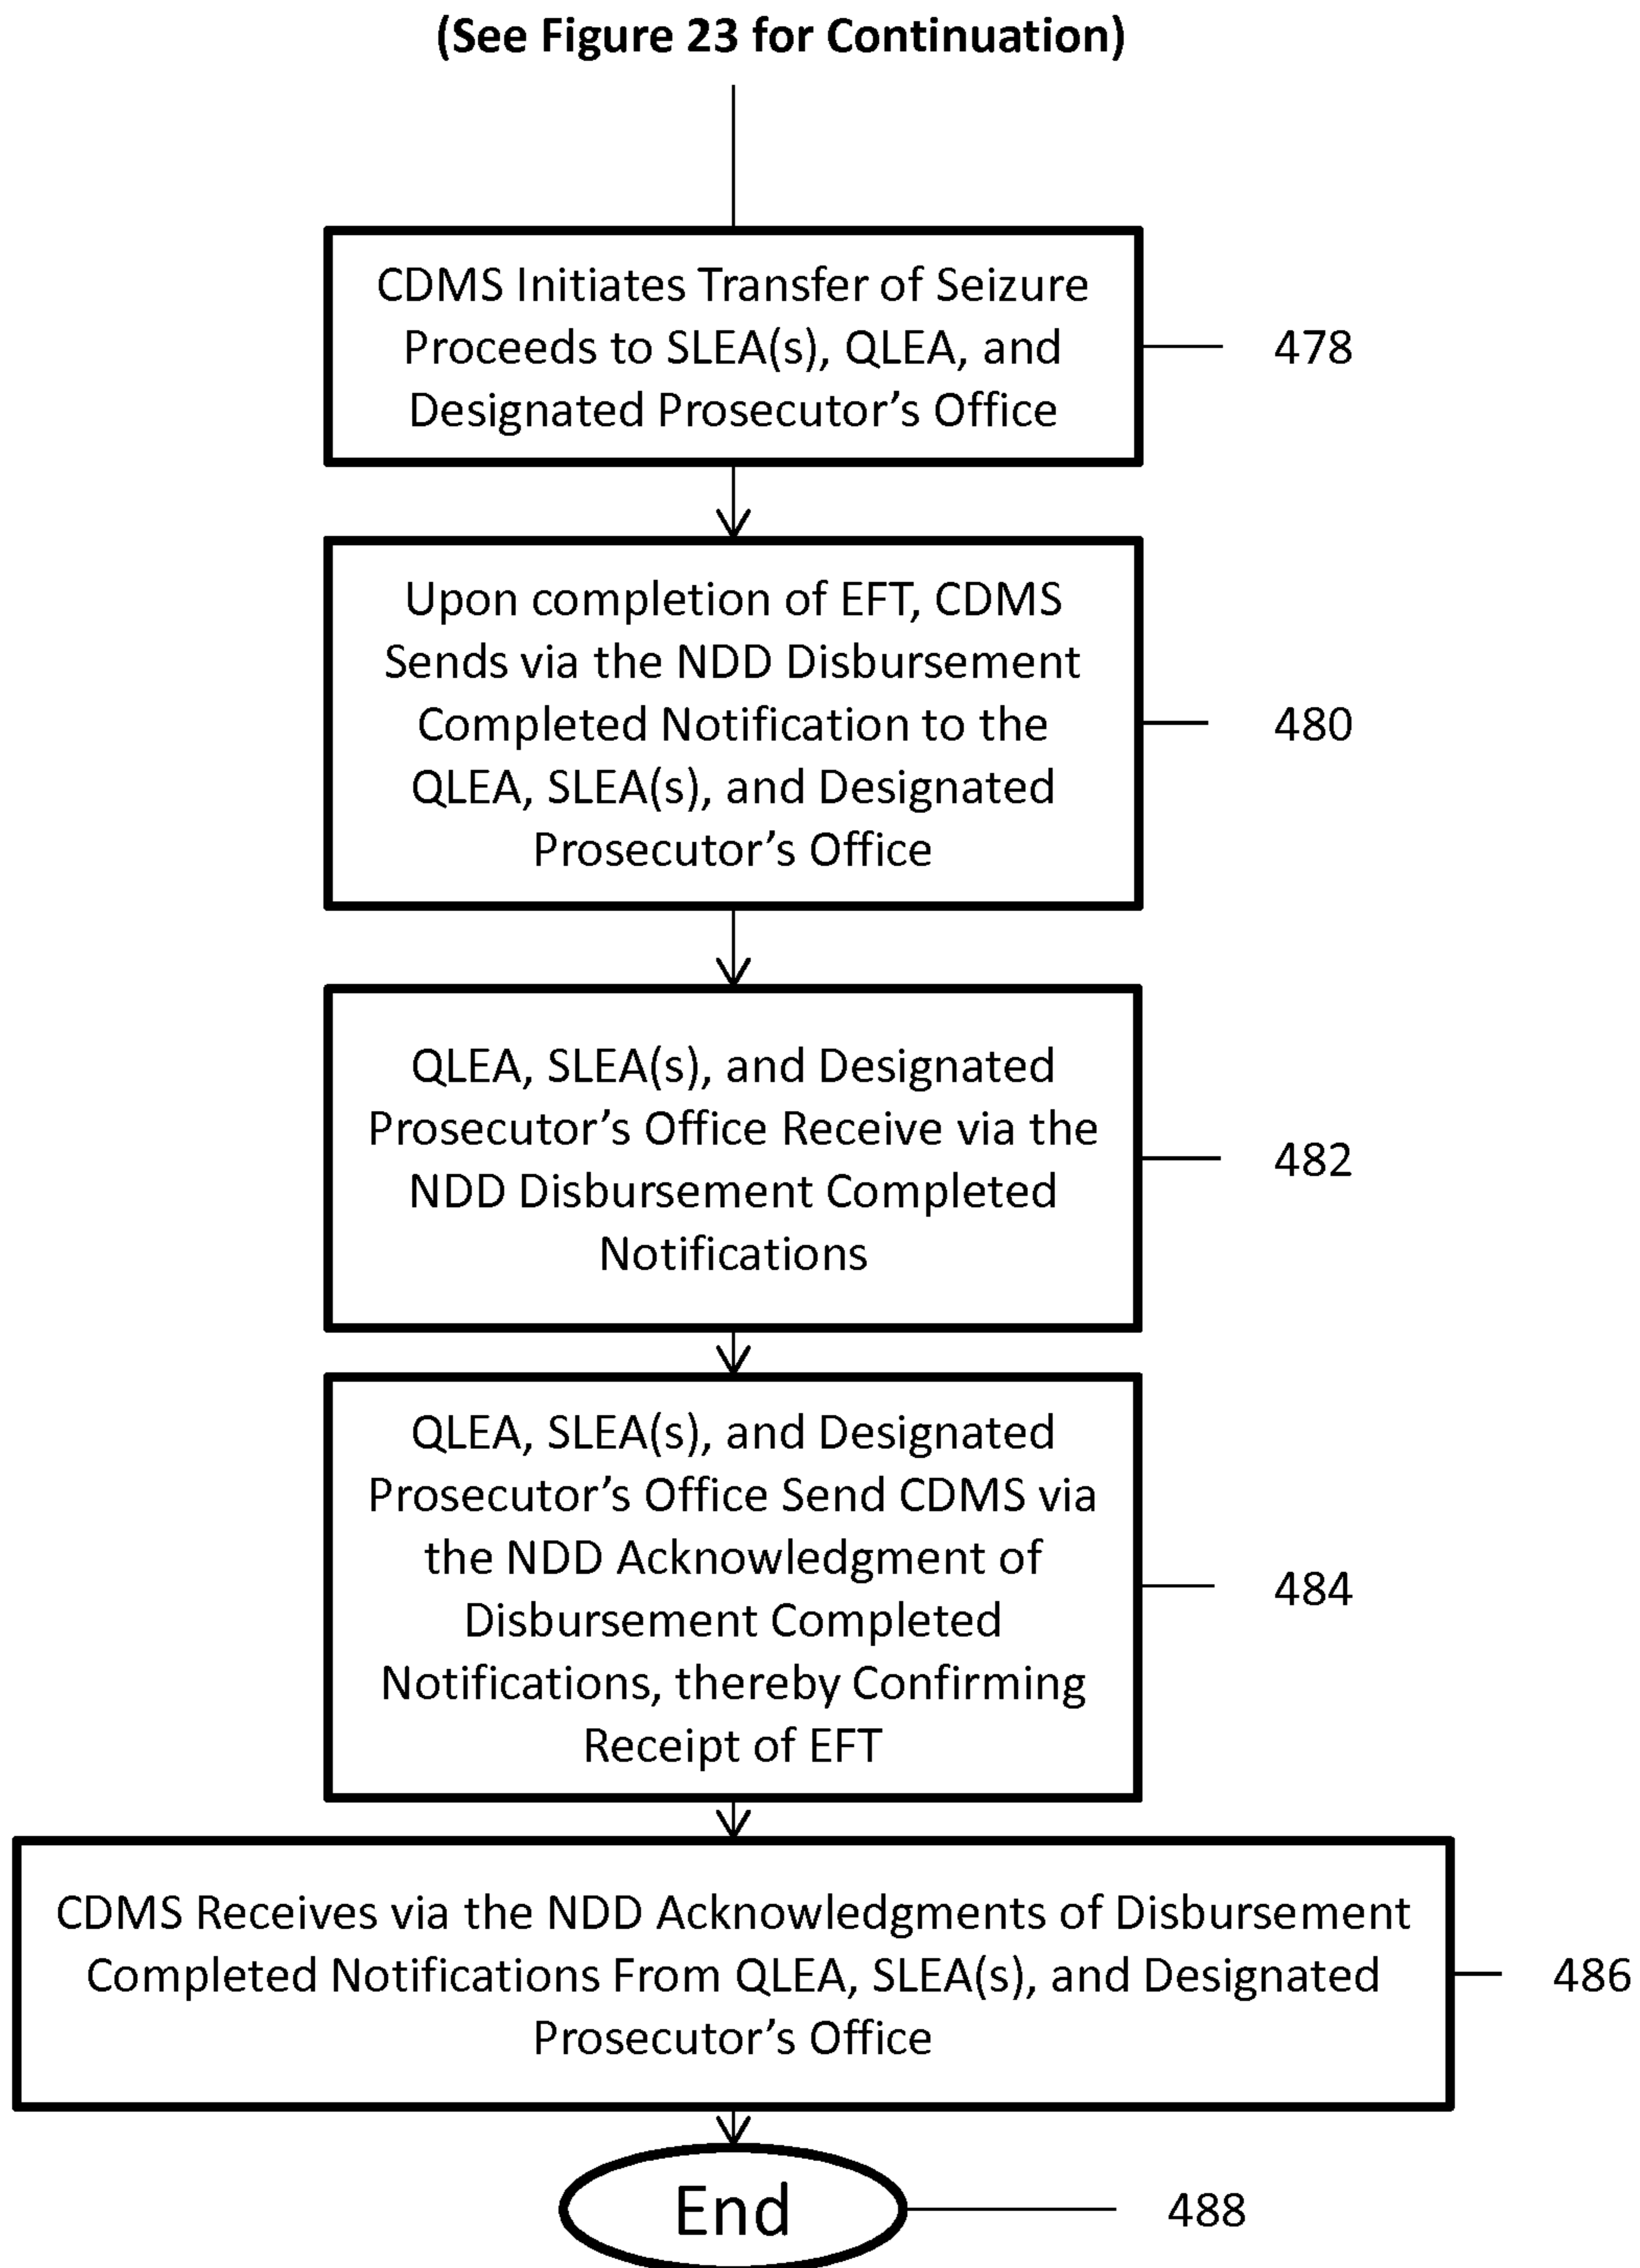 (See Figure 23 for Continuation)
CDMS Initiates Transfer of Seizure
Proceeds to SLEA(s), QLEA, and
Designated Prosecutor’s Office
478
Upon completion of EFT, CDMS
Sends via the NDD Disbursement
Completed Notification to the
QLEA, SLEA(s), and Designated
Prosecutor’s Office
480
QLEA, SLEA(s), and Designated
Prosecutor’s Office Receive via the
NDD Disbursement Completed
Notifications
482
QLEA, SLEA(s), and Designated
Prosecutor’s Office Send CDMS via
the NDD Acknowledgment of
Disbursement Completed
Notifications, thereby Confirming
Receipt of EFT
484
CDMS Receives via the NDD Acknowledgments of Disbursement
Completed Notifications From QLEA, SLEA(s), and Designated
Prosecutor’s Office
486
End
488